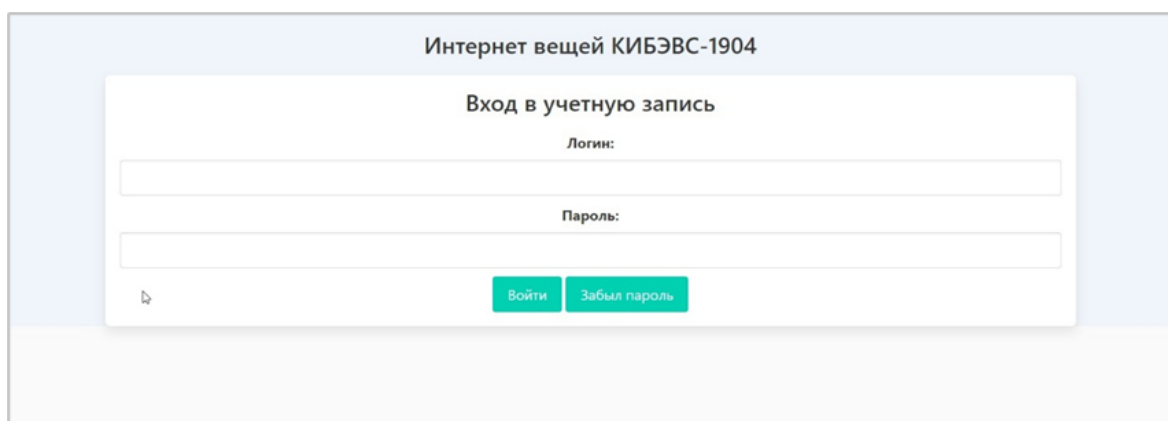 Интернет вещей КИБЭВС-1904
Вход в учетную запись
Логин:
Пароль:
Войти Забыл пароль